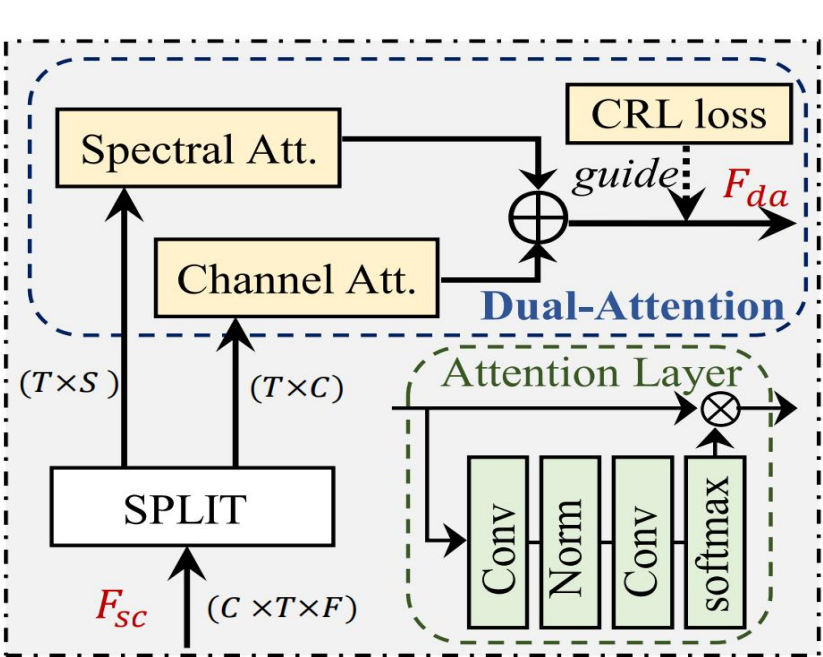 Spectral Att.
CRL loss
guide
F_da
Channel Att.
Dual-Attention
(T×S )
(T×C)
Attention Layer
SPLIT
Conv
Norm
Conv
softmax
F_sc
(C ×T×F)